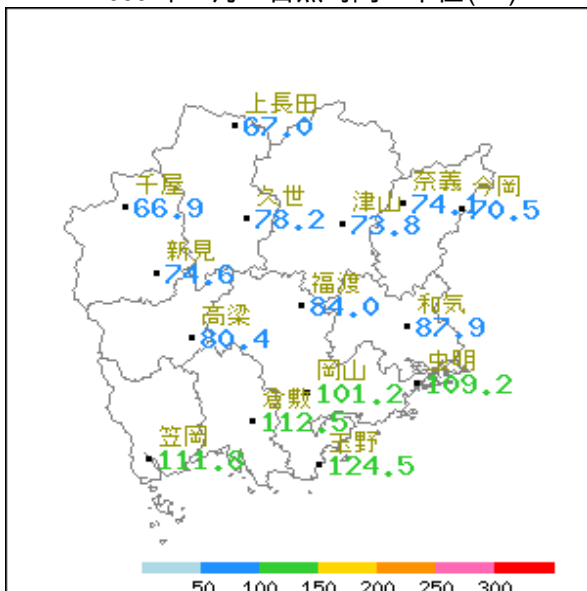 上長田
67.0
千屋
66.9
久世
78.2
津山
73.8
奈義
74.1
今岡
70.5
新見
74.6
福渡
84.0
和気
87.9
高梁
80.4
岡山
101.2
虫明
109.2
倉敷
112.5
笠岡
111.8
玉野
124.5
50 100 150 200 250 300